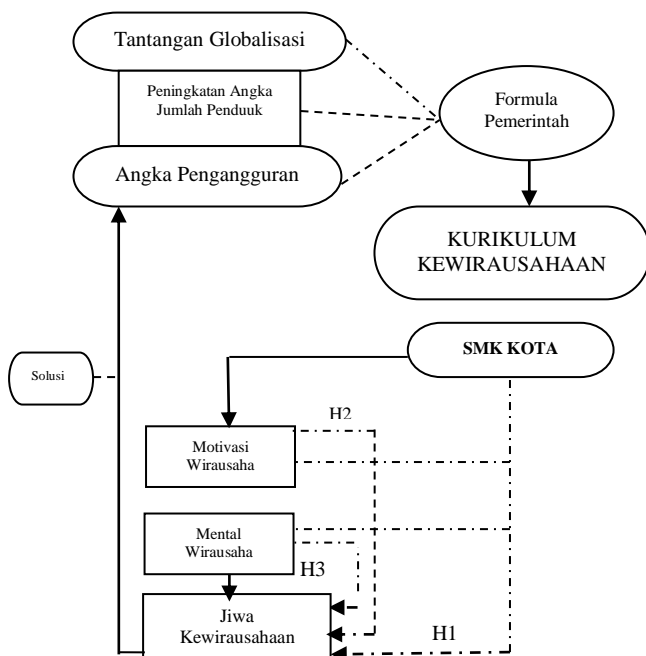 Tantangan Globalisasi
Peningkatan Angka
Jumlah Penduuk
Formula
Pemerintah
Angka Pengangguran
KURIKULUM
KEWIRAUSAHAAN
SMK KOTA
Solusi
H2
Motivasi
Wirausaha
Mental
Wirausaha
H3
Jiwa
Kewirausahaan
H1